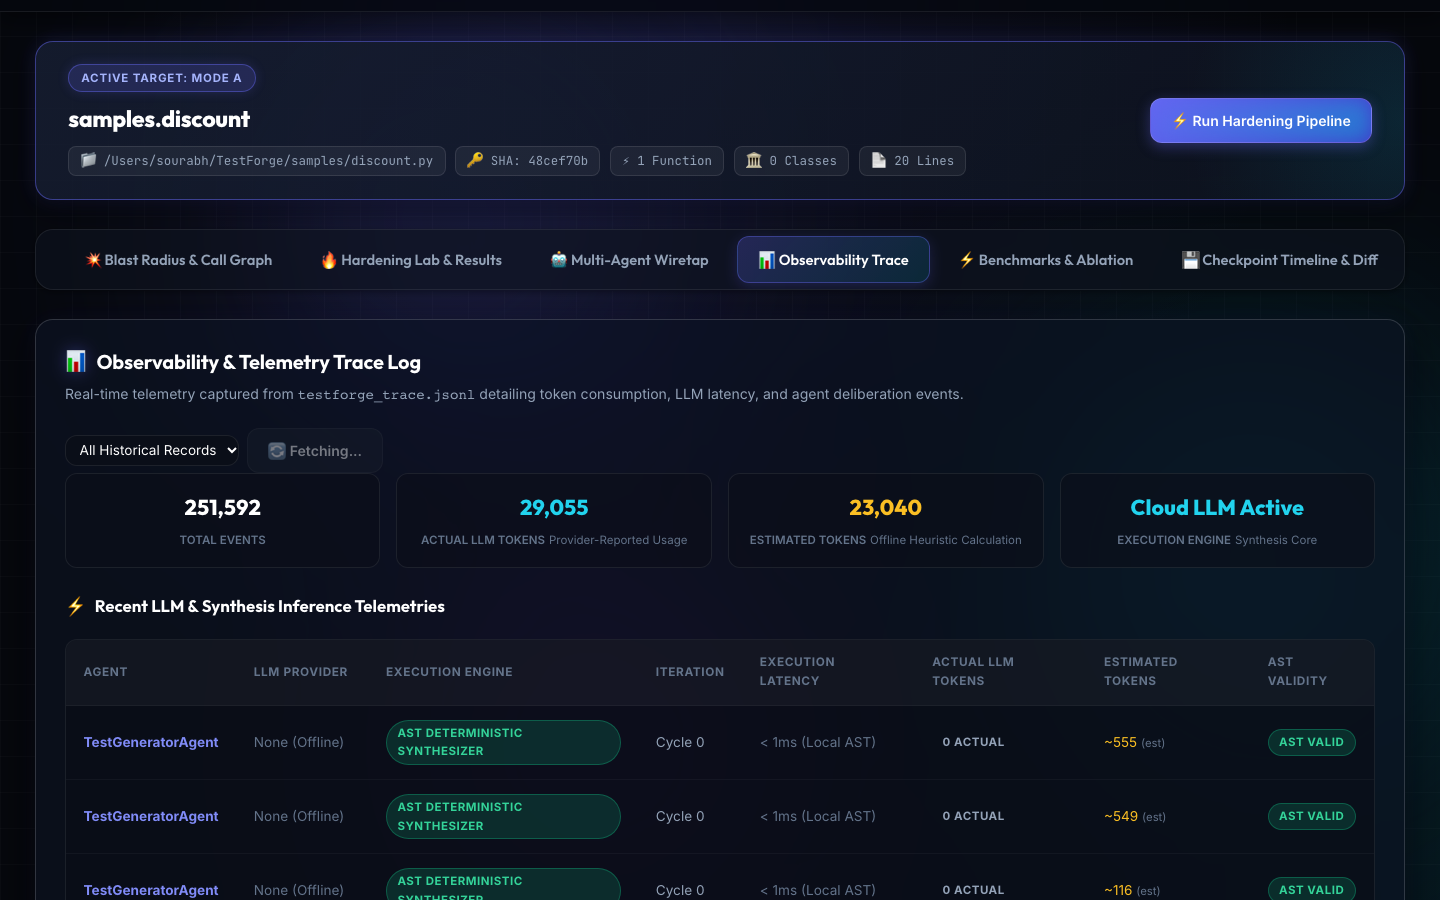 ACTIVE TARGET: MODE A
samples.discount
/Users/sourabh/TestForge/samples/discount.py
SHA: 48cef70b
1 Function
0 Classes
20 Lines
Run Hardening Pipeline
Blast Radius & Call Graph
Hardening Lab & Results
Multi-Agent Wiretap
Observability Trace
Benchmarks & Ablation
Checkpoint Timeline & Diff
Observability & Telemetry Trace Log
Real-time telemetry captured from testforge_trace.jsonl detailing token consumption, LLM latency, and agent deliberation events.
All Historical Records
Fetching...
251,592
TOTAL EVENTS
29,055
ACTUAL LLM TOKENS Provider-Reported Usage
23,040
ESTIMATED TOKENS Offline Heuristic Calculation
Cloud LLM Active
EXECUTION ENGINE Synthesis Core
Recent LLM & Synthesis Inference Telemetries
AGENT
LLM PROVIDER
EXECUTION ENGINE
ITERATION
EXECUTION
LATENCY
ACTUAL LLM
TOKENS
ESTIMATED
TOKENS
AST
VALIDITY
TestGeneratorAgent
None (Offline)
AST DETERMINISTIC
SYNTHESIZER
Cycle 0
< 1ms (Local AST)
0 ACTUAL
~555 (est)
AST VALID
TestGeneratorAgent
None (Offline)
AST DETERMINISTIC
SYNTHESIZER
Cycle 0
< 1ms (Local AST)
0 ACTUAL
~549 (est)
AST VALID
TestGeneratorAgent
None (Offline)
AST DETERMINISTIC
SYNTHESIZER
Cycle 0
< 1ms (Local AST)
0 ACTUAL
~116 (est)
AST VALID